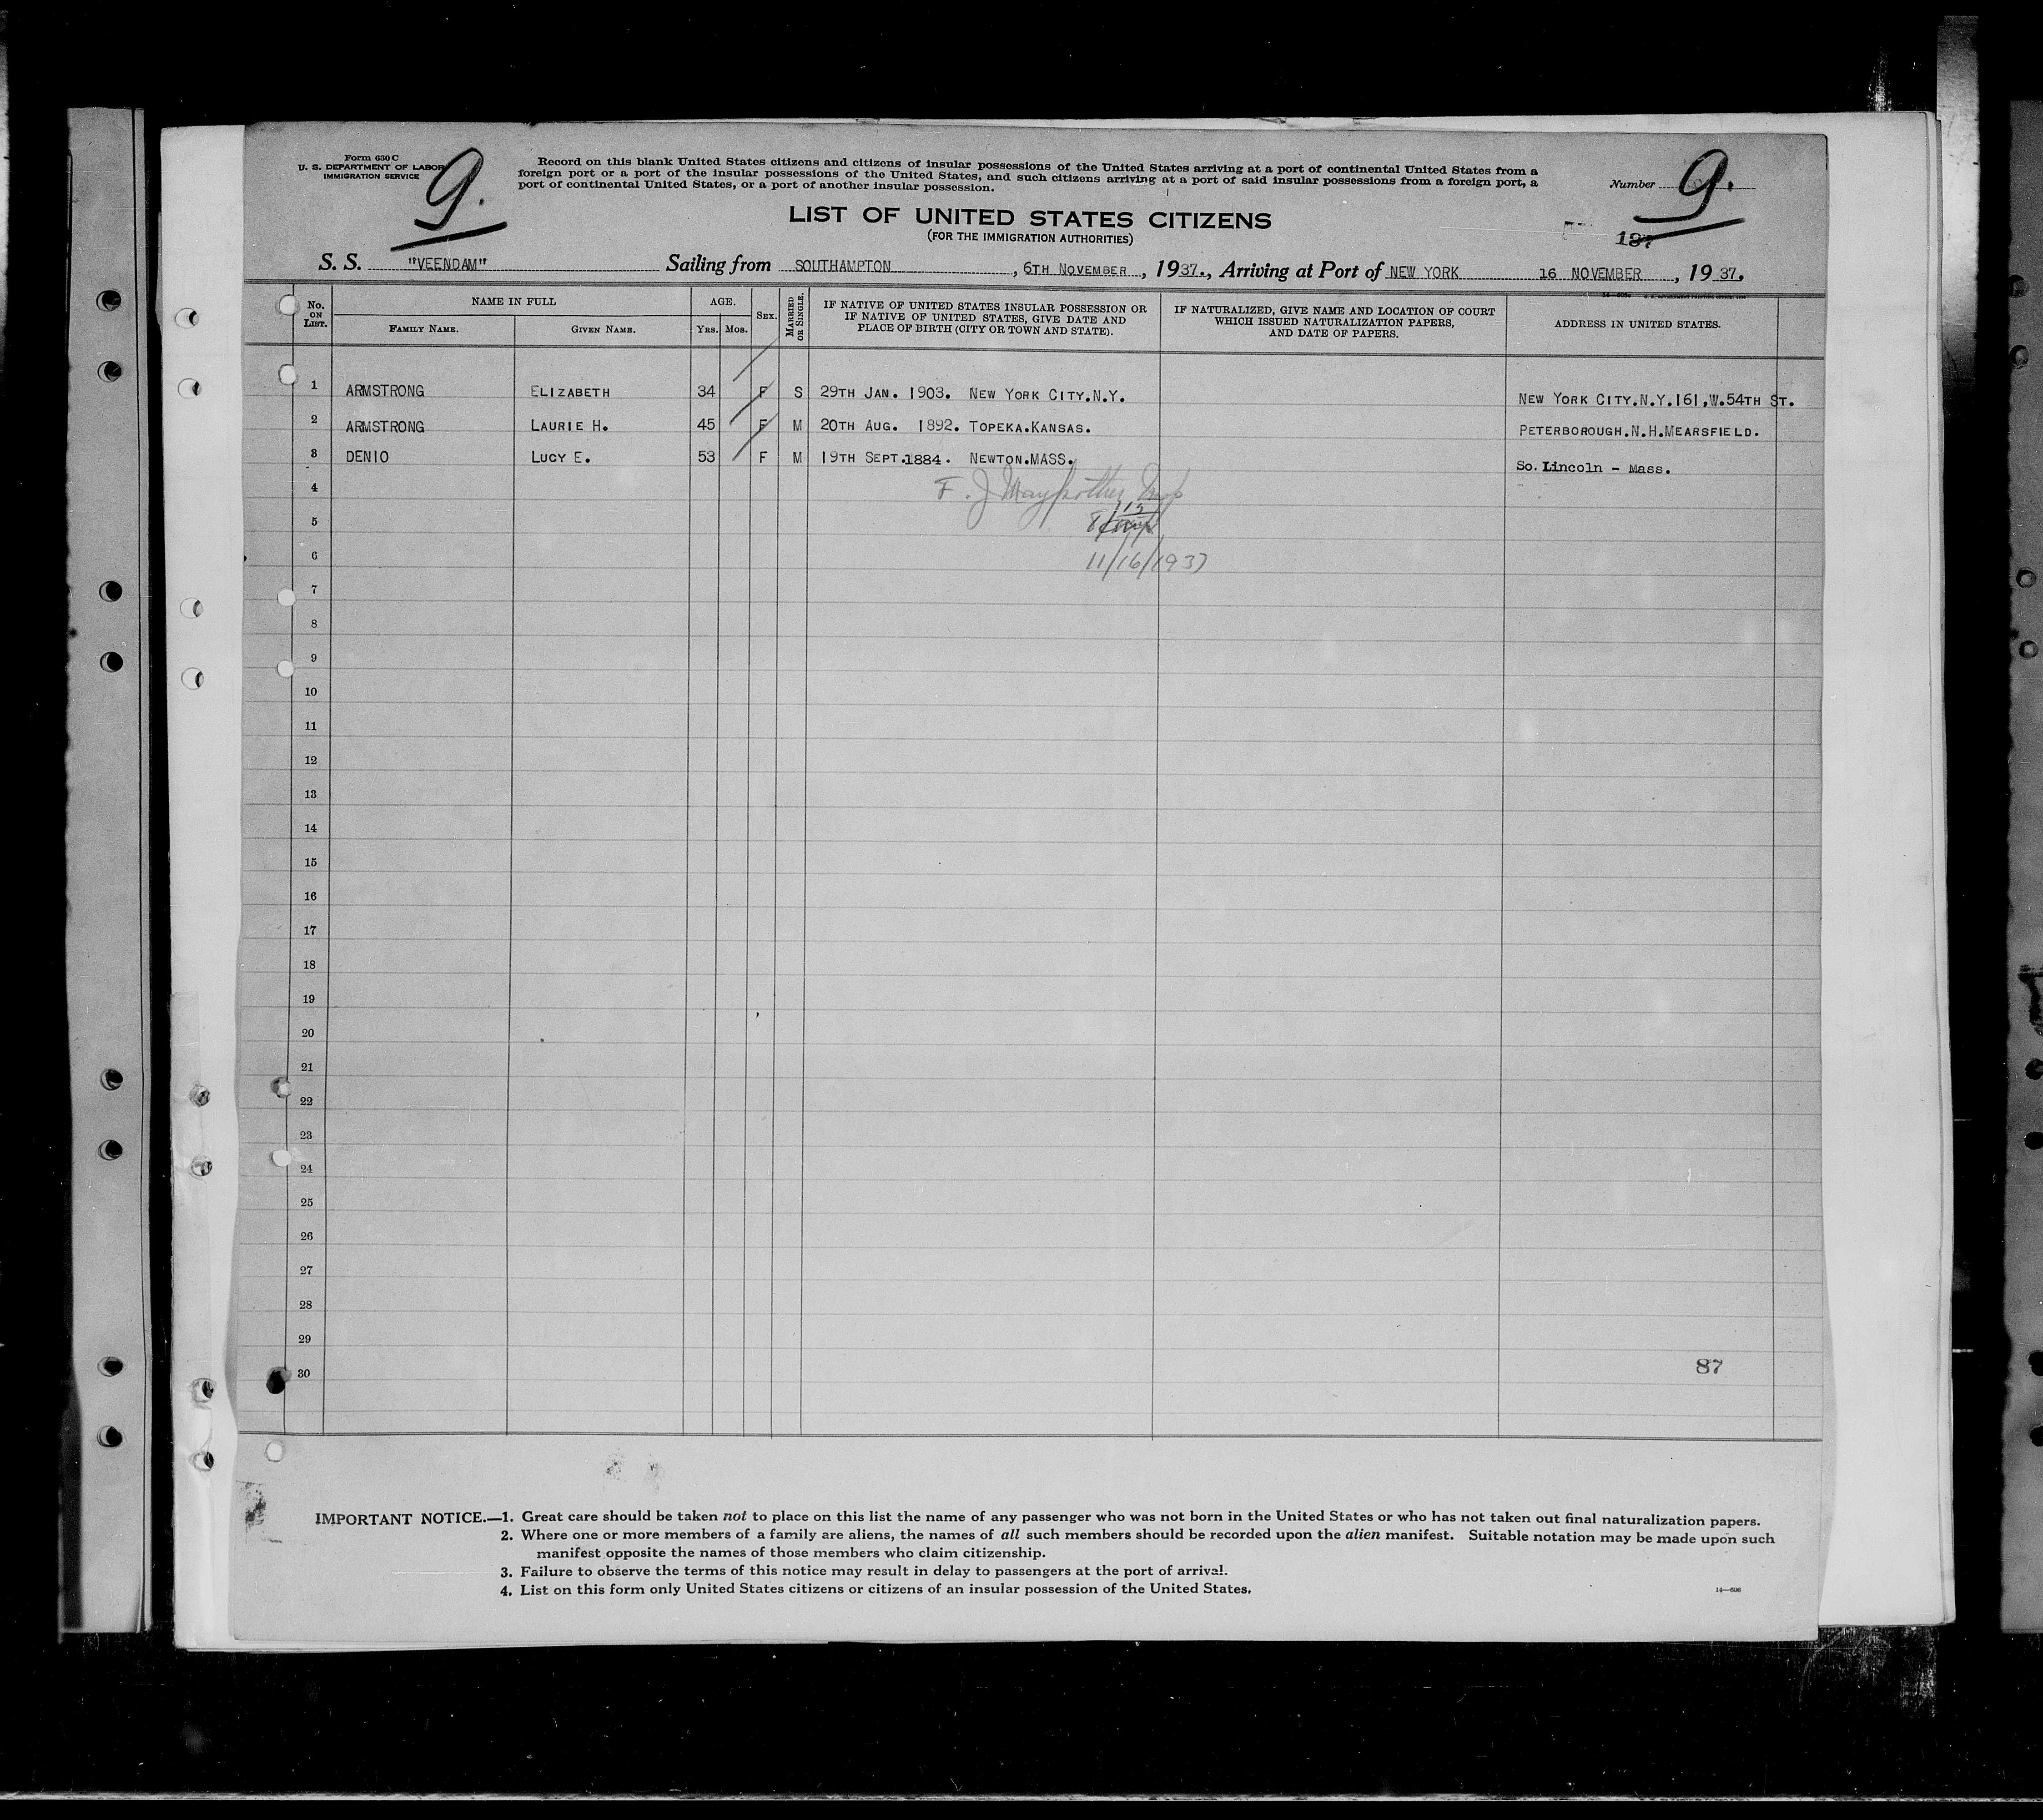 Form 630 C
U. S. DEPARTMENT OF LABOR
IMMIGRATION SERVICE
9.
Record on this blank United States citizens and citizens of insular possessions of the United States arriving at a port of continental United States from a
foreign port or a port of the insular possessions of the United States, and such citizens arriving at a port of said insular possessions from a foreign port, a
port of continental United States, or a port of another insular possession.
Number 9.
LIST OF UNITED STATES CITIZENS
(FOR THE IMMIGRATION AUTHORITIES)
137
S. S. "VEENDAM" Sailing from SOUTHAMPTON, 6TH NOVEMBER, 1937., Arriving at Port of NEW YORK 16 NOVEMBER, 1937.
No. ON LIST. NAME IN FULL AGE. SEX. MARRIED OR SINGLE. IF NATIVE OF UNITED STATES INSULAR POSSESSION OR IF NATIVE OF UNITED STATES, GIVE DATE AND PLACE OF BIRTH (CITY OR TOWN AND STATE). IF NATURALIZED, GIVE NAME AND LOCATION OF COURT WHICH ISSUED NATURALIZATION PAPERS, AND DATE OF PAPERS. ADDRESS IN UNITED STATES.
FAMILY NAME. GIVEN NAME. YRS. MOS.
1 ARMSTRONG ELIZABETH 34 F S 29TH JAN. 1903. NEW YORK CITY.N.Y. NEW YORK CITY.N.Y.161,W.54TH ST.
2 ARMSTRONG LAURIE H. 45 F M 20TH AUG. 1892. TOPEKA.KANSAS. PETERBOROUGH.N.H.MEARSFIELD.
3 DENIO LUCY E. 53 F M 19TH SEPT.1884. NEWTON.MASS. So. Lincoln - Mass.
4
5
6 11/16/1937
7
8
9
10
11
12
13
14
15
16
17
18
19
20
21
22
23
24
25
26
27
28
29
30 87
IMPORTANT NOTICE.—1. Great care should be taken not to place on this list the name of any passenger who was not born in the United States or who has not taken out final naturalization papers.
2. Where one or more members of a family are aliens, the names of all such members should be recorded upon the alien manifest. Suitable notation may be made upon such
manifest opposite the names of those members who claim citizenship.
3. Failure to observe the terms of this notice may result in delay to passengers at the port of arrival.
4. List on this form only United States citizens or citizens of an insular possession of the United States.
14—606